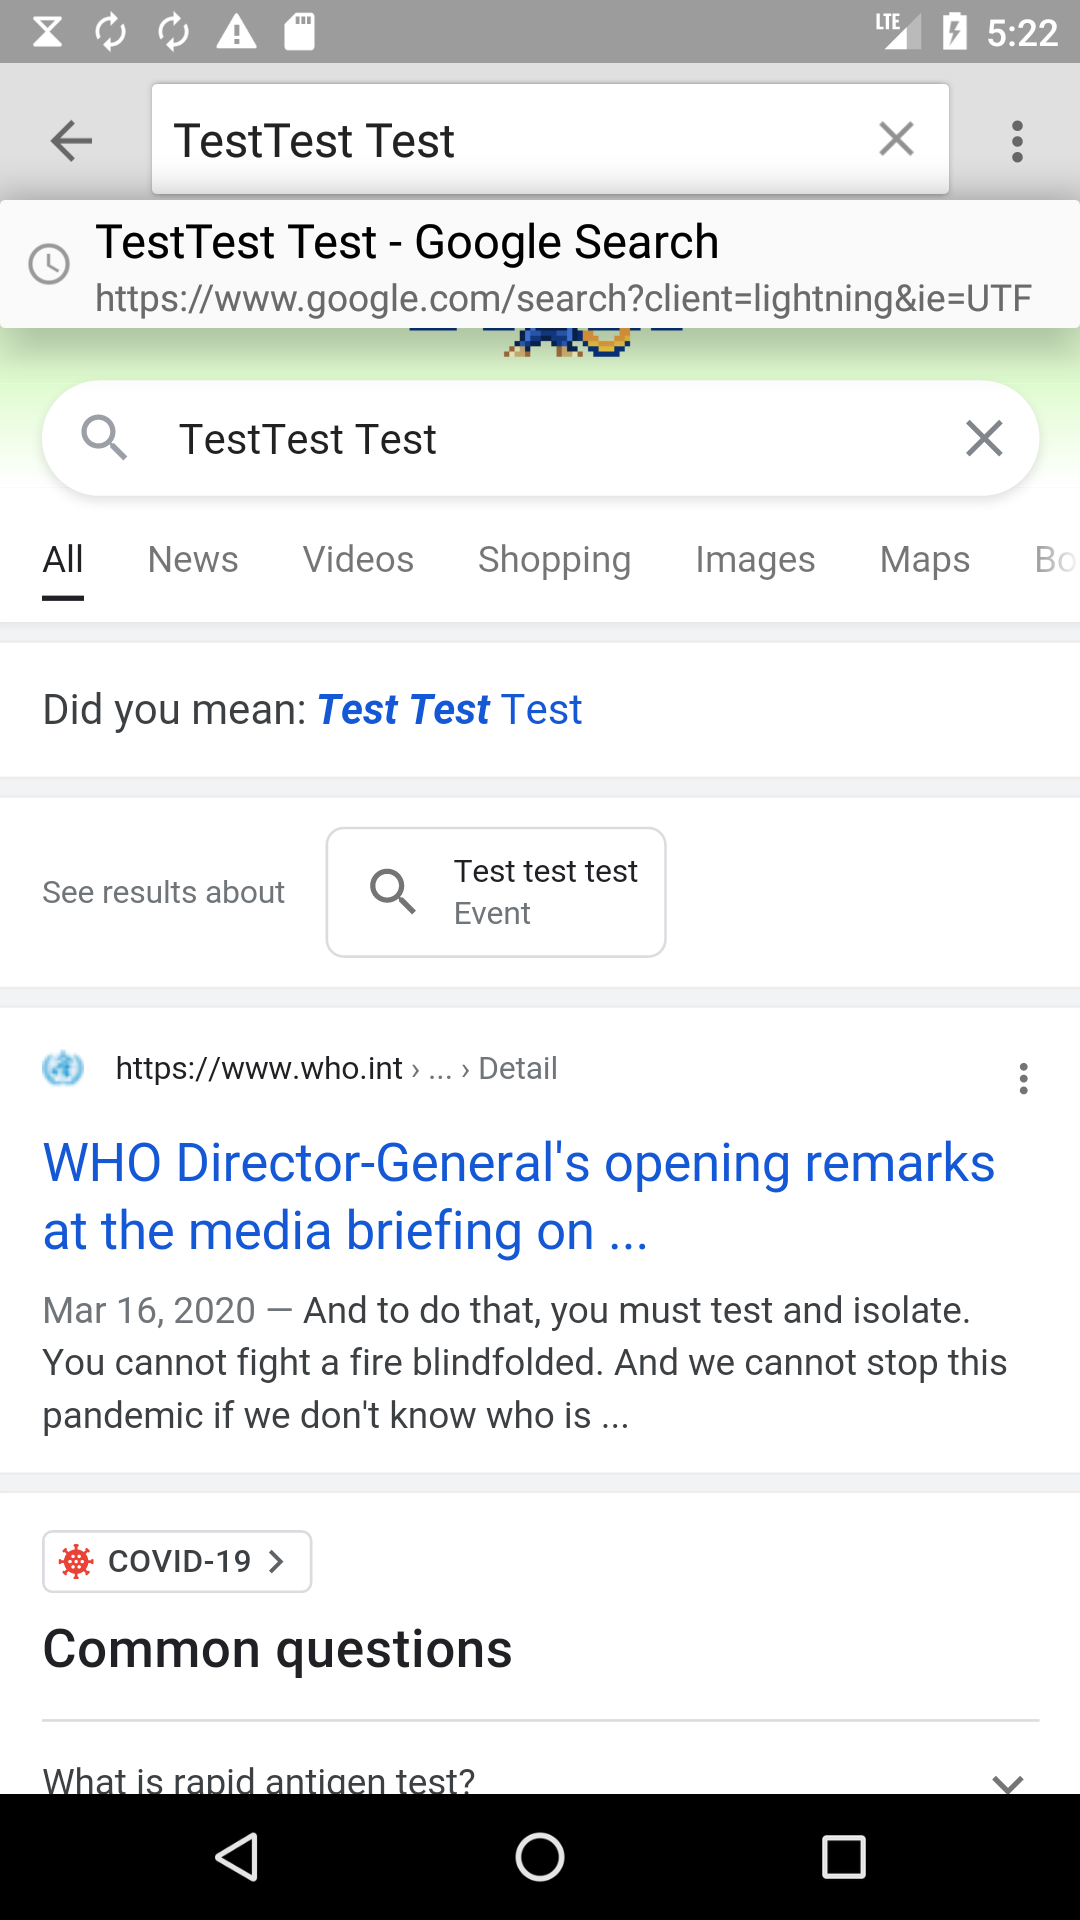 LTE 5:22
TestTest Test
TestTest Test - Google Search
https://www.google.com/search?client=lightning&ie=UTF
TestTest Test
All News Videos Shopping Images Maps Bo
Did you mean: Test Test Test
See results about
Test test test
Event
https://www.who.int › ... › Detail
WHO Director-General's opening remarks
at the media briefing on ...
Mar 16, 2020 — And to do that, you must test and isolate.
You cannot fight a fire blindfolded. And we cannot stop this
pandemic if we don't know who is ...
COVID-19
Common questions
What is rapid antigen test?